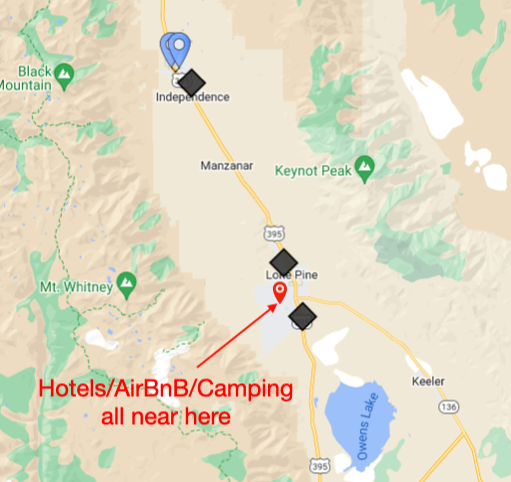 Black
Mountain
Independence
Manzanar
Keynot Peak
395
Lone Pine
Mt. Whitney
Hotels/AirBnB/Camping
all near here
Keeler
136
Owens Lake
395